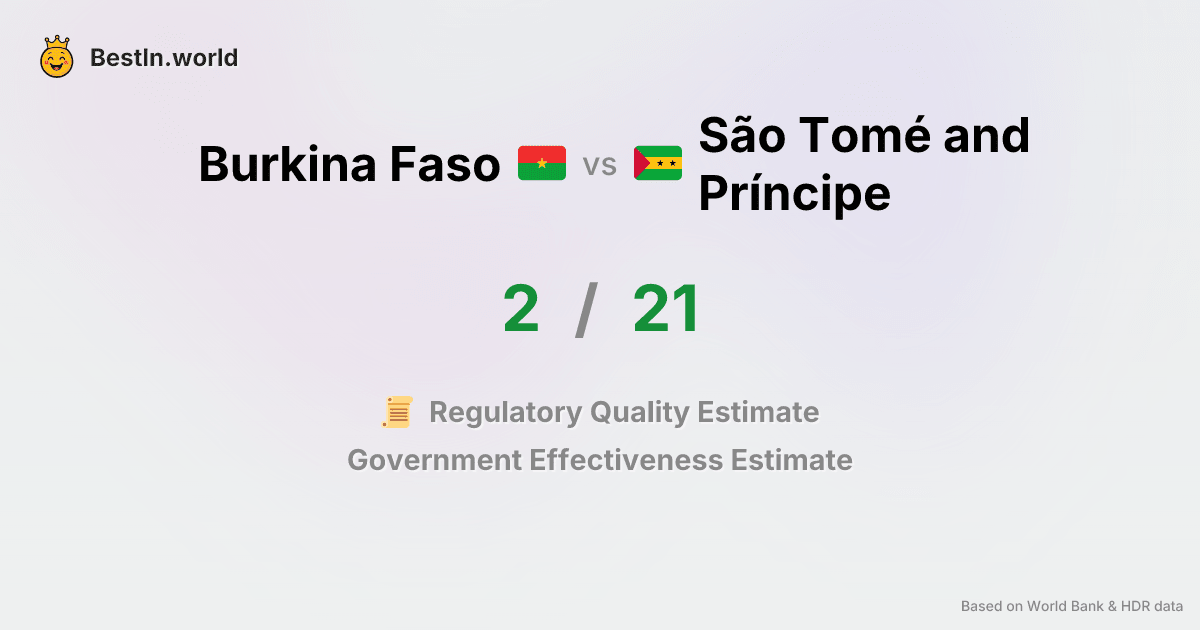 BestIn.world
Burkina Faso vs São Tomé and
Príncipe
2 / 21
Regulatory Quality Estimate
Government Effectiveness Estimate
Based on World Bank & HDR data